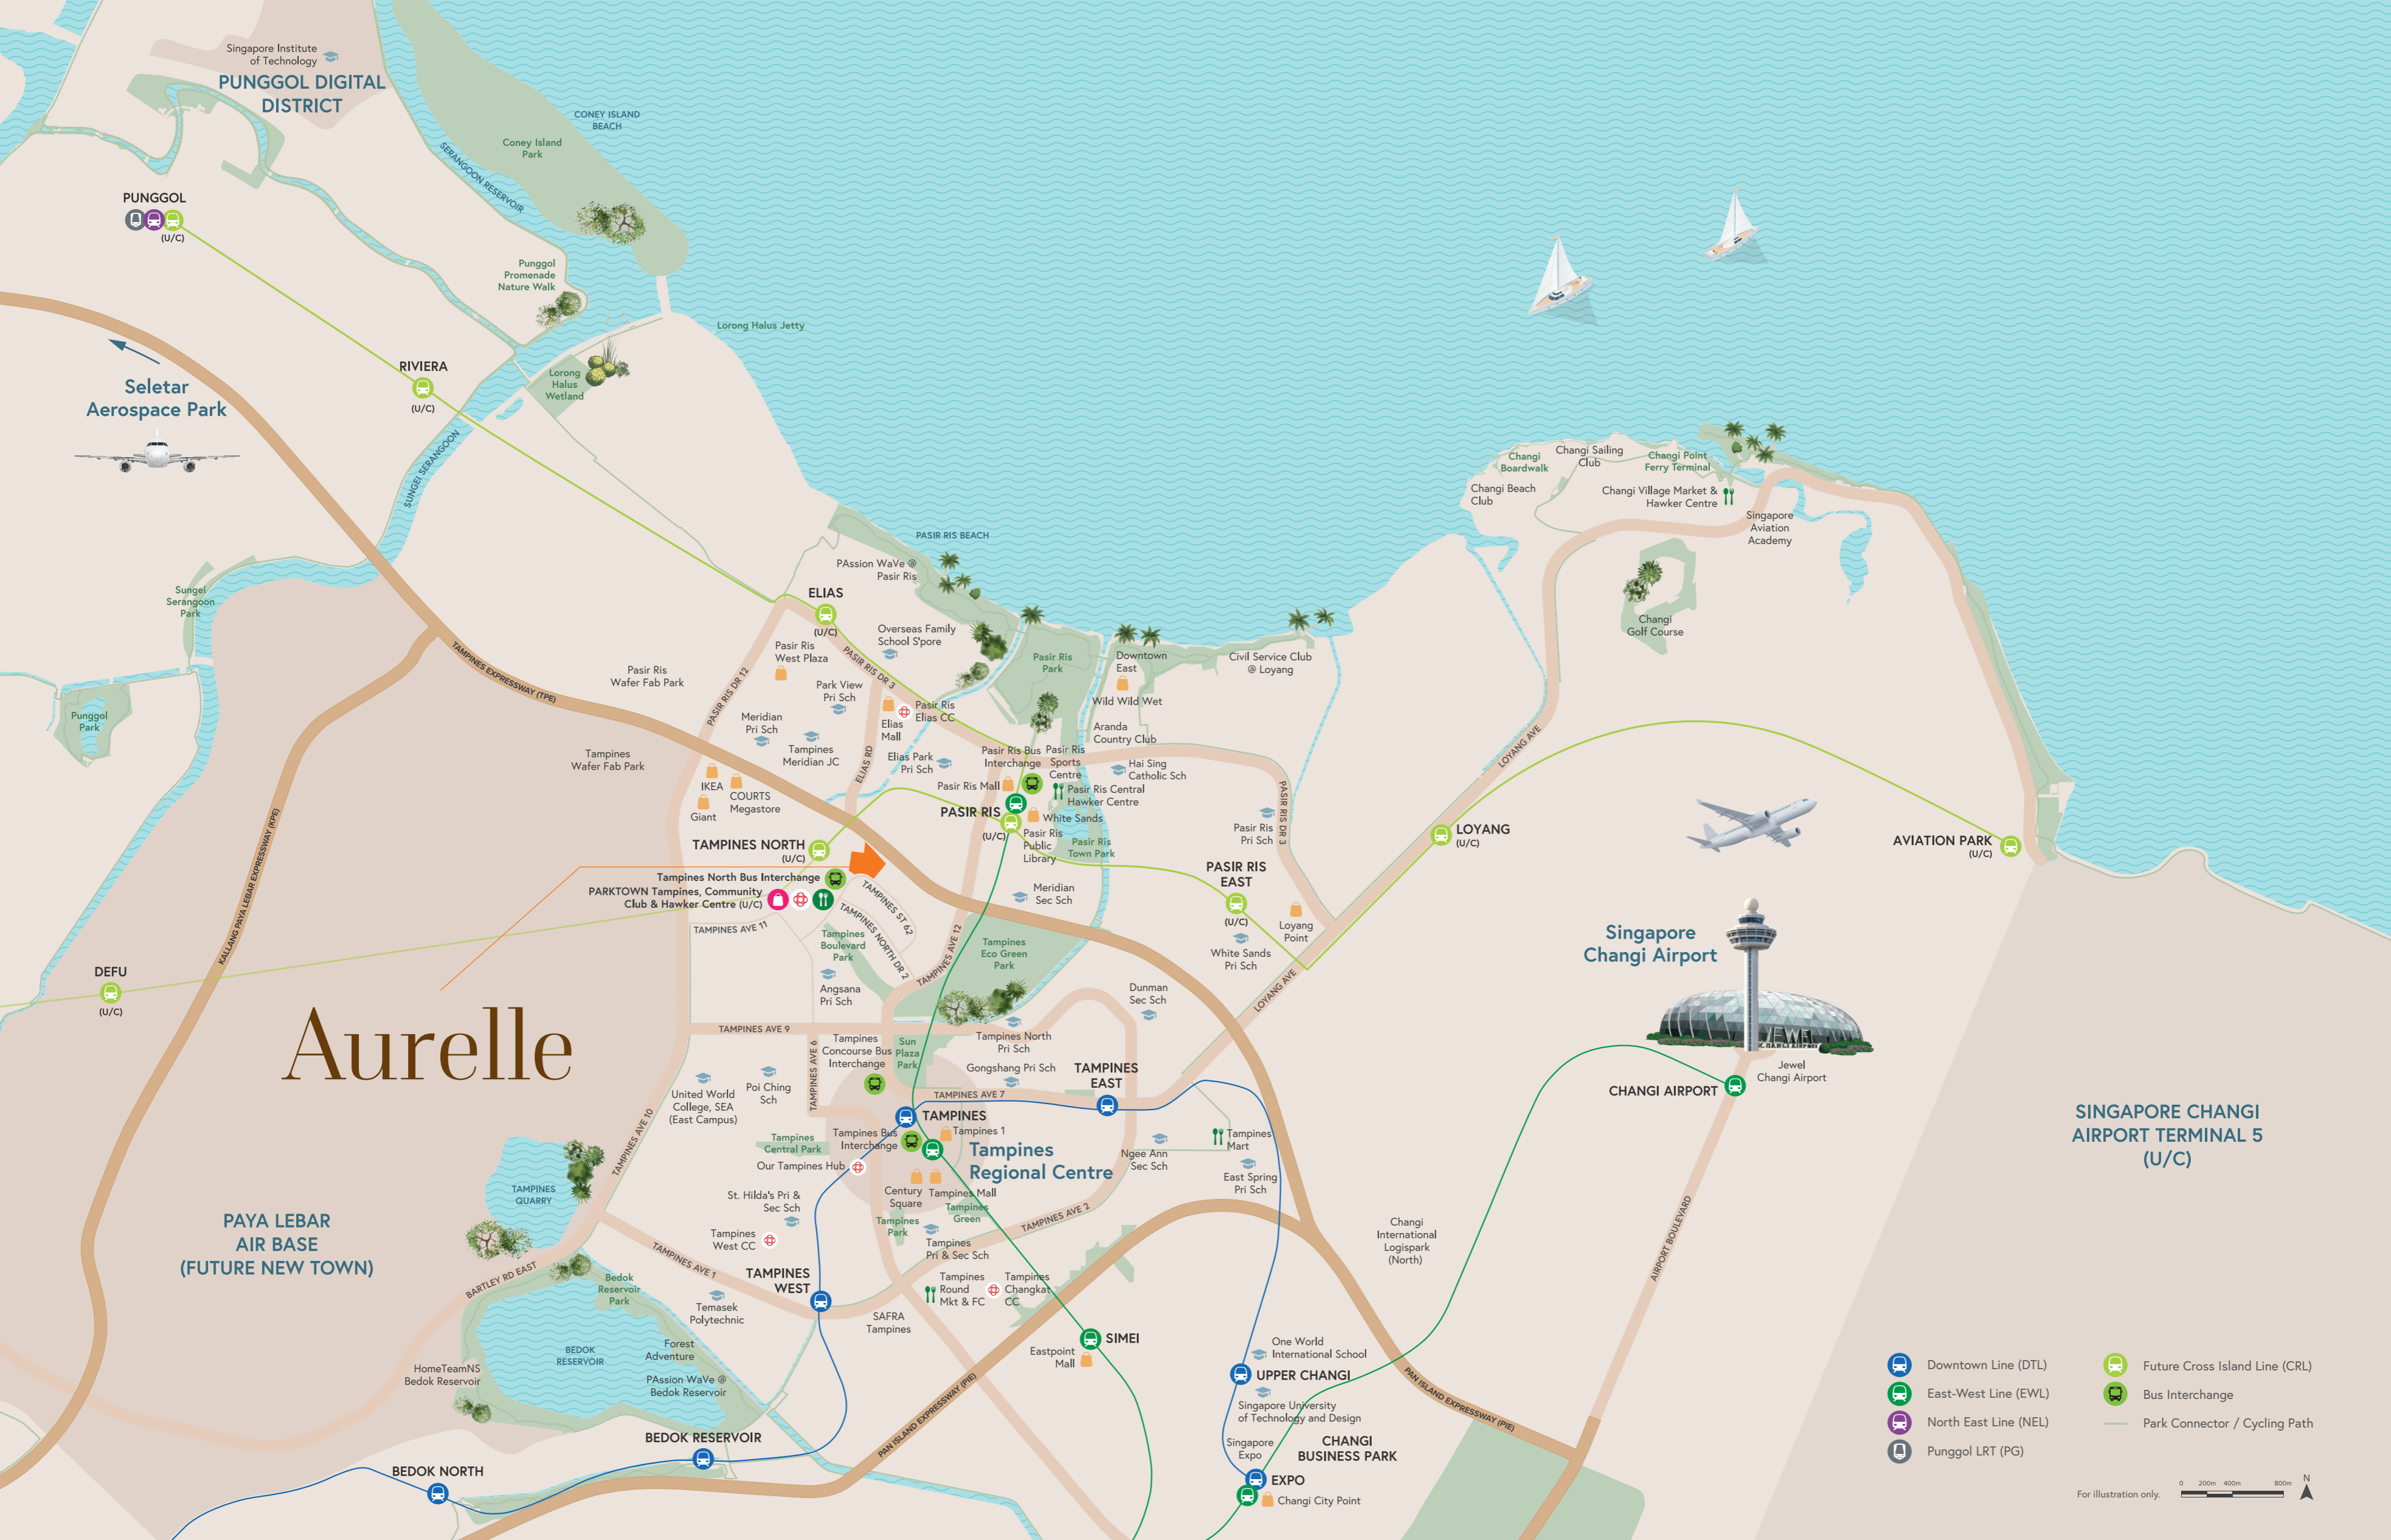 Singapore Institute
of Technology
PUNGGOL DIGITAL
DISTRICT
CONEY ISLAND
BEACH
Coney Island
Park
SERANGOON RESERVOIR
PUNGGOL
(U/C)
Punggol
Promenade
Nature Walk
Lorong Halus Jetty
RIVIERA
(U/C)
Lorong
Halus
Wetland
Seletar
Aerospace Park
SUNGEI SERANGOON
Changi
Boardwalk
Changi Sailing
Club
Changi Point
Ferry Terminal
Changi Beach
Club
Changi Village Market &
Hawker Centre
Singapore
Aviation
Academy
PASIR RIS BEACH
PAssion WaVe @
Pasir Ris
Sungei
Serangoon
Park
ELIAS
(U/C)
Changi
Golf Course
TAMPINES EXPRESSWAY (TPE)
Pasir Ris
Wafer Fab Park
PASIR RIS DR 12
Pasir Ris
West Plaza
PASIR RIS DR 3
Overseas Family
School S'pore
Pasir Ris
Park
Downtown
East
Civil Service Club
@ Loyang
Park View
Pri Sch
Wild Wild Wet
Punggol
Park
Meridian
Pri Sch
Elias
Mall
Pasir Ris
Elias CC
Aranda
Country Club
Tampines
Wafer Fab Park
Tampines
Meridian JC
ELIAS RD
Elias Park
Pri Sch
Pasir Ris Bus
Interchange
Pasir Ris
Sports
Centre
Hai Sing
Catholic Sch
LOYANG AVE
IKEA
COURTS
Megastore
Giant
Pasir Ris Mall
Pasir Ris Central
Hawker Centre
PASIR RIS
(U/C)
White Sands
Pasir Ris
Public
Library
Pasir Ris
Town Park
Pasir Ris
Pri Sch
PASIR RIS DR 3
LOYANG
(U/C)
AVIATION PARK
(U/C)
KALLANG PAYA LEBAR EXPRESSWAY (KPE)
TAMPINES NORTH
(U/C)
Tampines North Bus Interchange
PARKTOWN Tampines, Community
Club & Hawker Centre (U/C)
PASIR RIS
EAST
(U/C)
Meridian
Sec Sch
TAMPINES ST 62
TAMPINES NORTH DR 2
TAMPINES AVE 11
Tampines
Boulevard
Park
TAMPINES AVE 12
Tampines
Eco Green
Park
Loyang
Point
White Sands
Pri Sch
Singapore
Changi Airport
DEFU
(U/C)
Angsana
Pri Sch
Dunman
Sec Sch
LOYANG AVE
Aurelle
TAMPINES AVE 9
Tampines
Concourse Bus
Interchange
Sun
Plaza
Park
Tampines North
Pri Sch
TAMPINES AVE 6
Gongshang Pri Sch
TAMPINES
EAST
JEWEL
CHANGI AIRPORT
Jewel
Changi Airport
CHANGI AIRPORT
United World
College, SEA
(East Campus)
Poi Ching
Sch
TAMPINES AVE 7
TAMPINES
TAMPINES AVE 10
Tampines
Central Park
Tampines Bus
Interchange
Tampines 1
Tampines
Regional Centre
Our Tampines Hub
Ngee Ann
Sec Sch
Tampines
Mart
East Spring
Pri Sch
SINGAPORE CHANGI
AIRPORT TERMINAL 5
(U/C)
TAMPINES
QUARRY
St. Hilda's Pri &
Sec Sch
Century
Square
Tampines Mall
Tampines
Green
PAYA LEBAR
AIR BASE
(FUTURE NEW TOWN)
Tampines
West CC
Tampines
Park
Tampines
Pri & Sec Sch
TAMPINES AVE 2
Changi
International
Logispark
(North)
AIRPORT BOULEVARD
TAMPINES AVE 1
BARTLEY RD EAST
Bedok
Reservoir
Park
TAMPINES
WEST
Tampines
Round
Mkt & FC
Tampines
Changkat
CC
Temasek
Polytechnic
SAFRA
Tampines
Forest
Adventure
BEDOK
RESERVOIR
HomeTeamNS
Bedok Reservoir
PAssion WaVe @
Bedok Reservoir
SIMEI
Eastpoint
Mall
One World
International School
UPPER CHANGI
Singapore University
of Technology and Design
PAN ISLAND EXPRESSWAY (PIE)
PAN ISLAND EXPRESSWAY (PIE)
BEDOK RESERVOIR
BEDOK NORTH
Singapore
Expo
CHANGI
BUSINESS PARK
EXPO
Changi City Point
Downtown Line (DTL)
East-West Line (EWL)
North East Line (NEL)
Punggol LRT (PG)
Future Cross Island Line (CRL)
Bus Interchange
Park Connector / Cycling Path
For illustration only.
0 200m 400m 800m
N